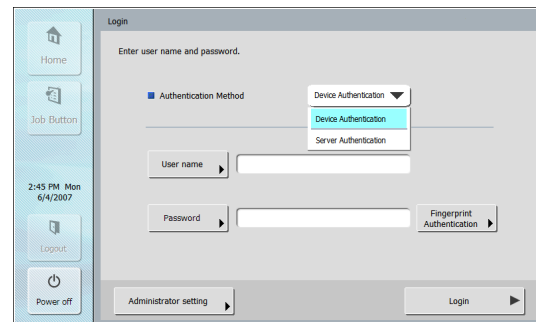 Login
Enter user name and password.
Home
Job Button
2:45 PM Mon
6/4/2007
Logout
Power off
Authentication Method
Device Authentication
Device Authentication
Server Authentication
User name
Password
Fingerprint
Authentication
Administrator setting
Login